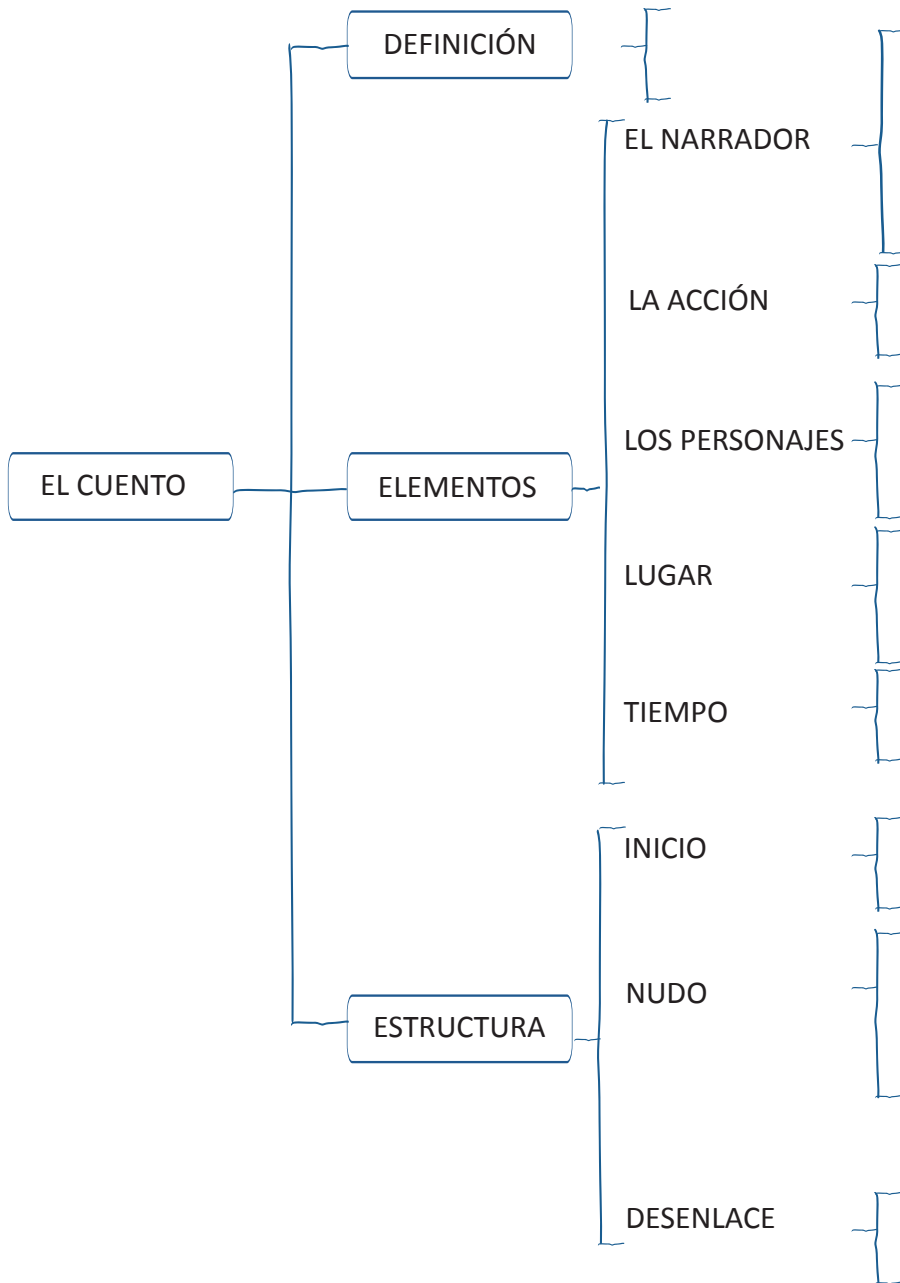 EL CUENTO
DEFINICIÓN
ELEMENTOS
EL NARRADOR
LA ACCIÓN
LOS PERSONAJES
LUGAR
TIEMPO
ESTRUCTURA
INICIO
NUDO
DESENLACE